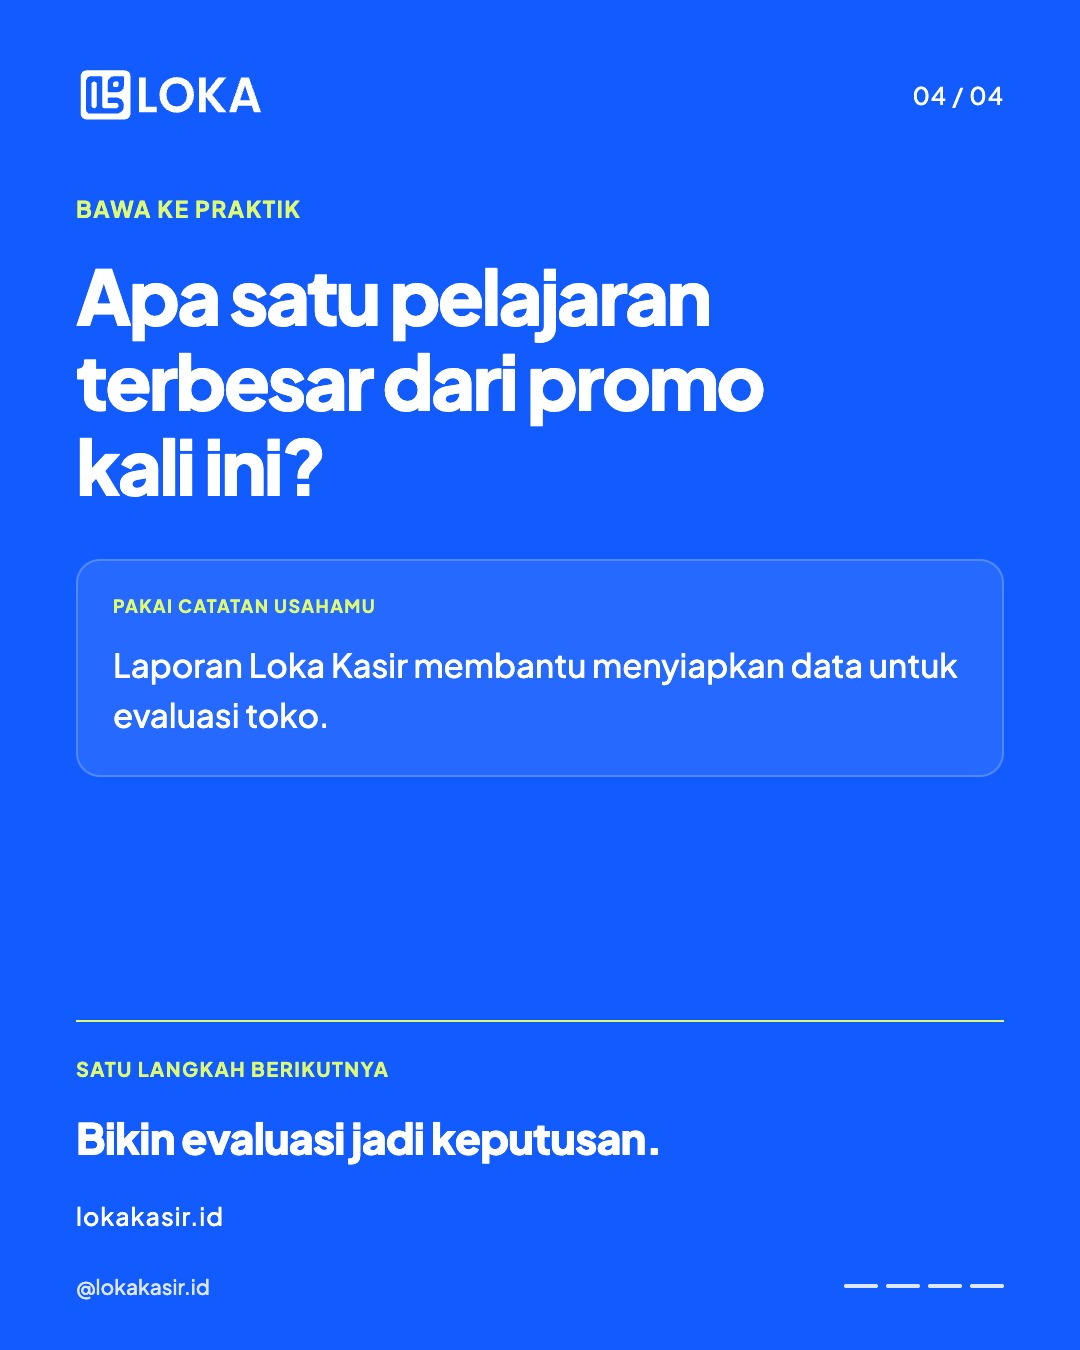 LOKA
04 / 04
BAWA KE PRAKTIK
Apa satu pelajaran
terbesar dari promo
kali ini?
PAKAI CATATAN USAHAMU
Laporan Loka Kasir membantu menyiapkan data untuk
evaluasi toko.
SATU LANGKAH BERIKUTNYA
Bikin evaluasi jadi keputusan.
lokakasir.id
@lokakasir.id